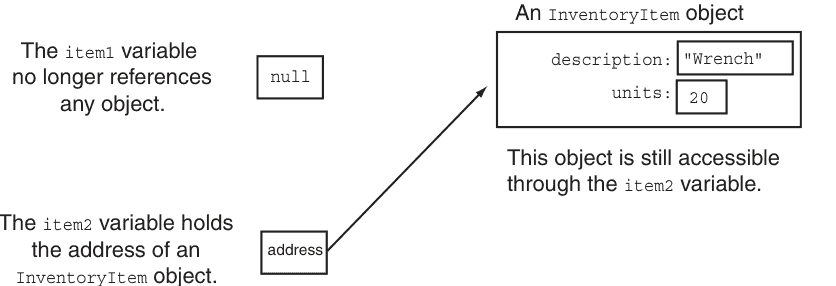 An InventoryItem object
The item1 variable
no longer references
any object.
null
description: "Wrench"
units: 20
This object is still accessible
through the item2 variable.
The item2 variable holds
the address of an
InventoryItem object.
address